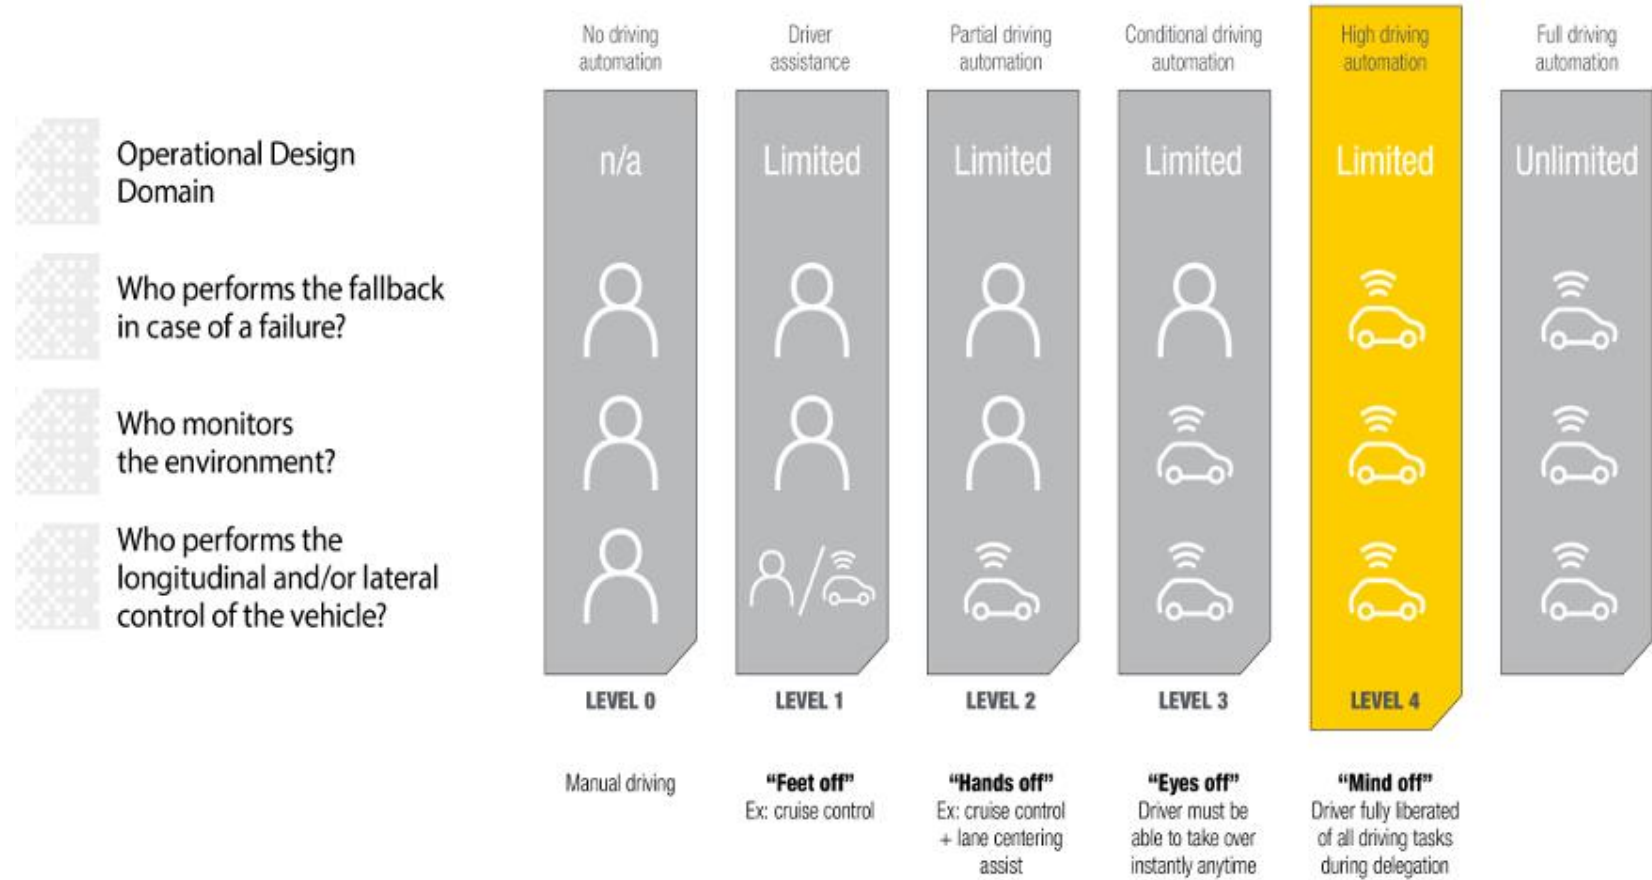 No driving
automation
Driver
assistance
Partial driving
automation
Conditional driving
automation
High driving
automation
Full driving
automation
Operational Design
Domain
n/a
Limited
Limited
Limited
Limited
Unlimited
Who performs the fallback
in case of a failure?
Who monitors
the environment?
Who performs the
longitudinal and/or lateral
control of the vehicle?
/
LEVEL 0
LEVEL 1
LEVEL 2
LEVEL 3
LEVEL 4
Manual driving
“Feet off”
Ex: cruise control
“Hands off”
Ex: cruise control
+ lane centering
assist
“Eyes off”
Driver must be
able to take over
instantly anytime
“Mind off”
Driver fully liberated
of all driving tasks
during delegation